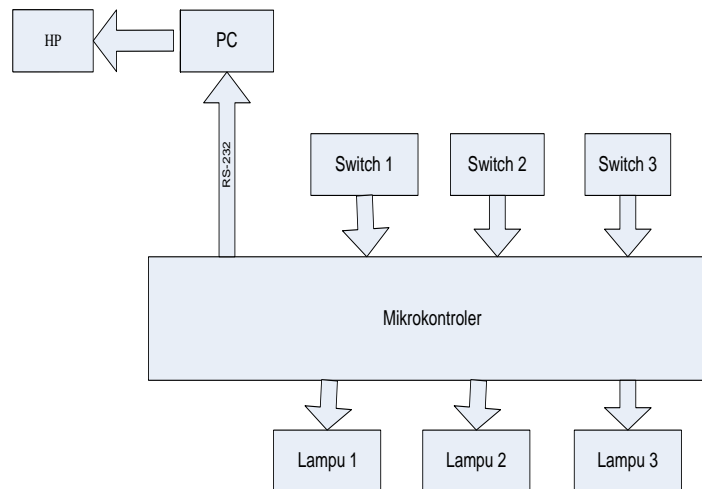 HP
PC
RS-232
Switch 1
Switch 2
Switch 3
Mikrokontroler
Lampu 1
Lampu 2
Lampu 3